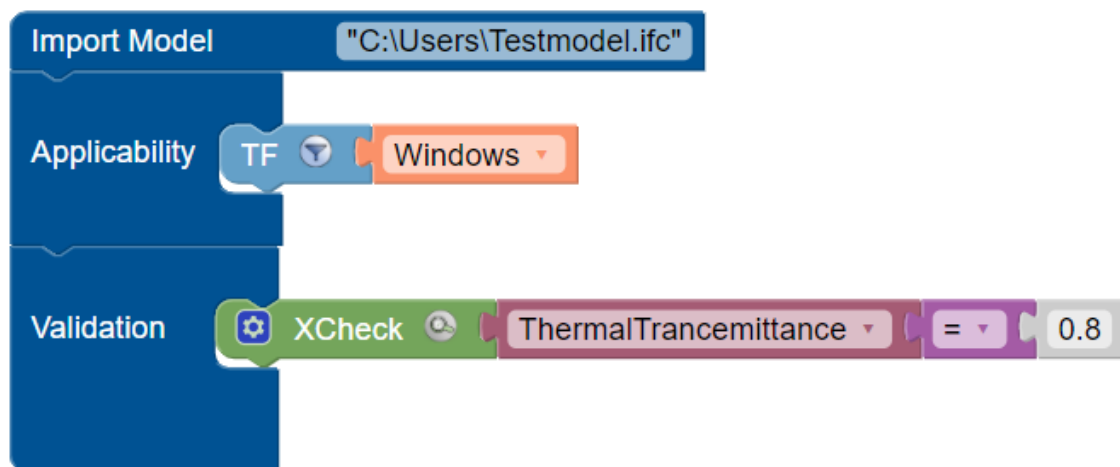 Import Model "C:\Users\Testmodel.ifc"
Applicability TF Windows
Validation XCheck ThermalTrancemittance = 0.8